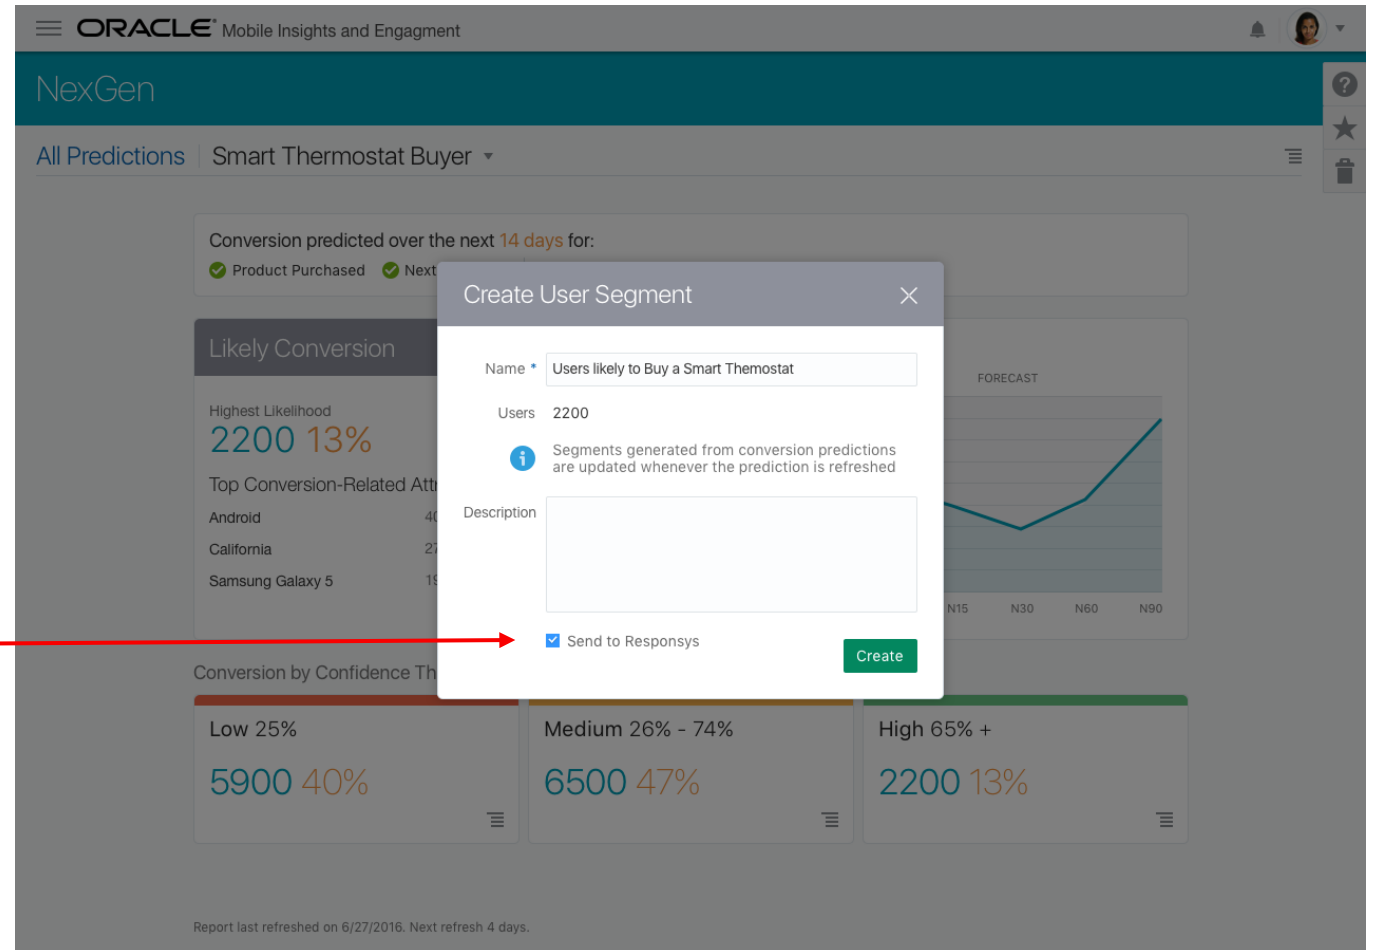 ORACLE Mobile Insights and Engagment
NexGen
All Predictions Smart Thermostat Buyer
Conversion predicted over the next 14 days for:
Product Purchased Next
Create User Segment
Likely Conversion
Name * Users likely to Buy a Smart Themostat
FORECAST
Highest Likelihood
Users 2200
2200 13%
Segments generated from conversion predictions
are updated whenever the prediction is refreshed
Top Conversion-Related Attr
Description
Android 40
California 27
Samsung Galaxy 5 19
N15 N30 N60 N90
Send to Responsys
Create
Conversion by Confidence Th
Low 25% Medium 26% - 74% High 65% +
5900 40% 6500 47% 2200 13%
Report last refreshed on 6/27/2016. Next refresh 4 days.